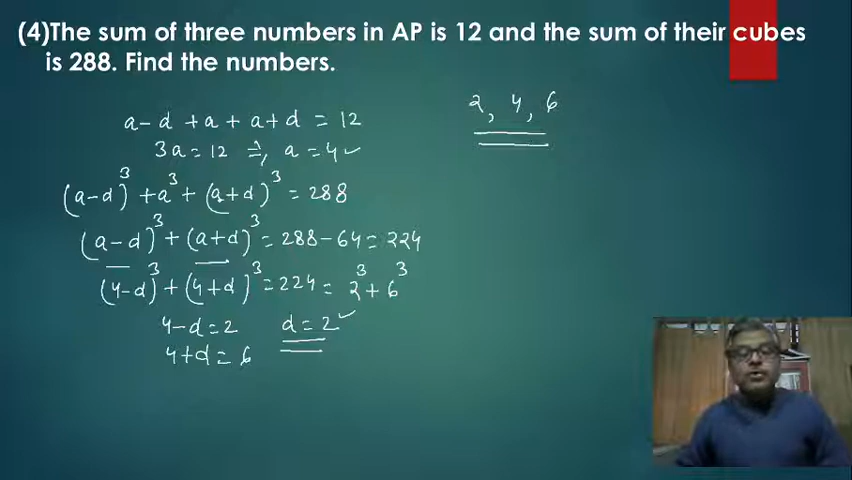 (4)The sum of three numbers in AP is 12 and the sum of their cubes
is 288. Find the numbers.
a-d +a + a+d = 12
3a = 12 ⇒, a = 4 ✓
(a-d)³ + a³ + (a+d)³ = 288
(a-d)³ + (a+d)³ = 288-64 = 224
(4-d)³ + (4+d)³ = 224 = 2³ + 6³
4-d = 2 d = 2 ✓
4+d = 6
2, 4, 6